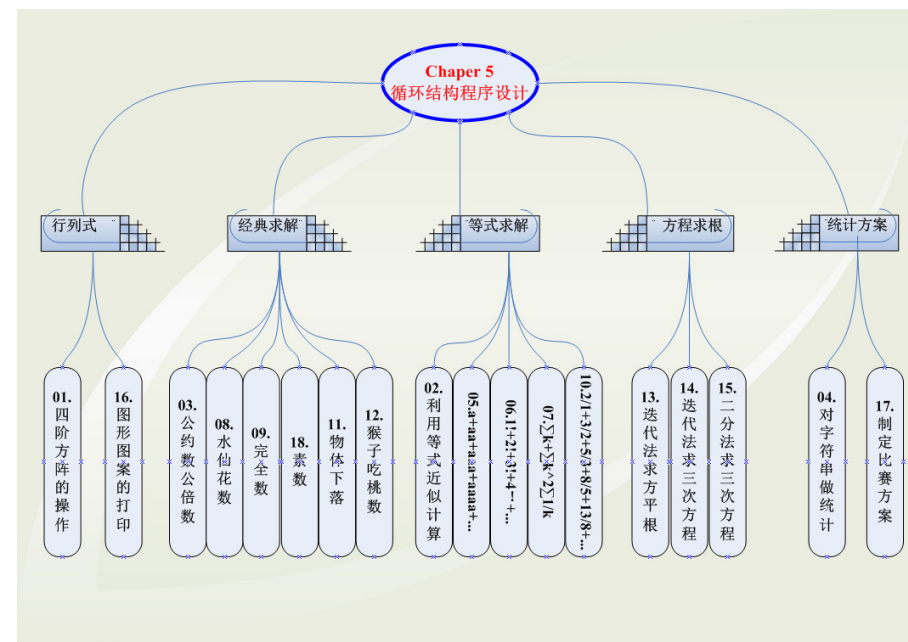 Chaper 5
循环结构程序设计
行列式
经典求解
等式求解
方程求根
统计方案
01.四阶方阵的操作
16.图形图案的打印
03.公约数公倍数
08.水仙花数
09.完全数
18.素数
11.物体下落
12.猴子吃桃数
02.利用等式近似计算
05.a+aa+aaa+aaaa+...
06.1!+2!+3!+4!+...
07.∑k+∑k^2∑1/k
10.2/1+3/2+5/3+8/5+13/8+...
13.迭代法求方平根
14.迭代法求三次方程
15.二分法求三次方程
04.对字符串做统计
17.制定比赛方案